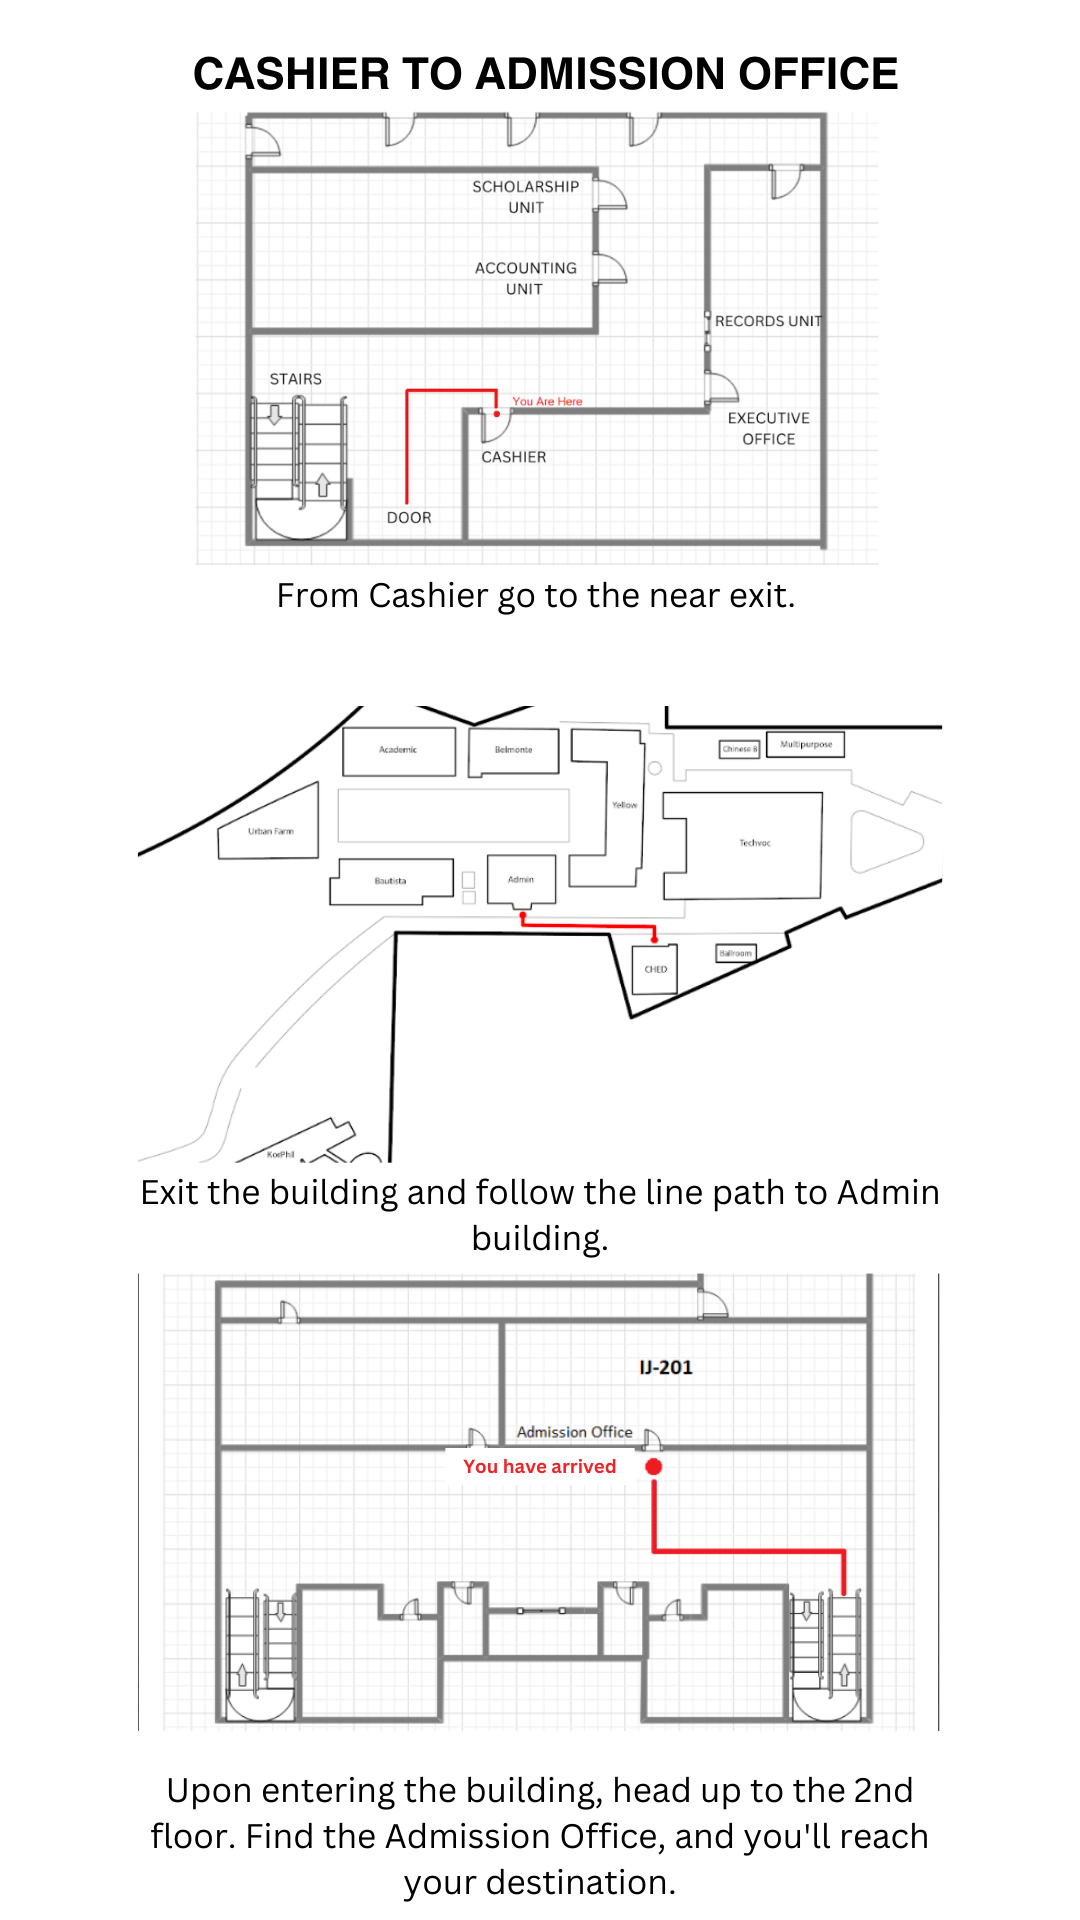 CASHIER TO ADMISSION OFFICE
SCHOLARSHIP
UNIT
ACCOUNTING
UNIT
RECORDS UNIT
STAIRS
You Are Here
EXECUTIVE
OFFICE
CASHIER
DOOR
From Cashier go to the near exit.
Academic
Belmonte
Chinese B
Multipurpose
Yellow
Urban Farm
Techvoc
Bautista
Admin
CHED
Ballroom
KorPhil
Exit the building and follow the line path to Admin
building.
IJ-201
Admission Office
You have arrived
Upon entering the building, head up to the 2nd
floor. Find the Admission Office, and you'll reach
your destination.